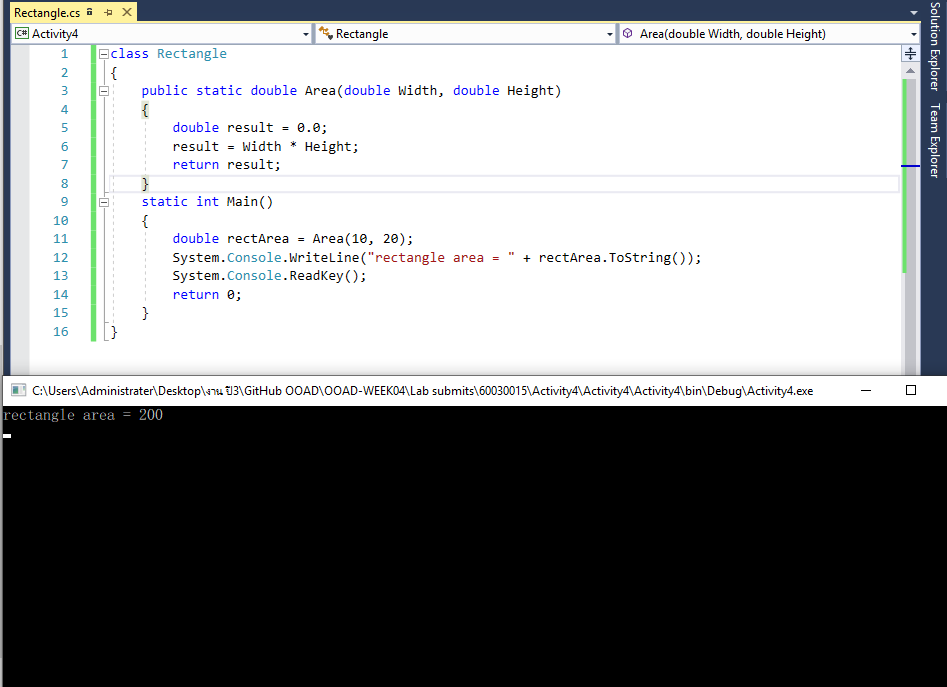 Rectangle.cs
Activity4 Rectangle Area(double Width, double Height)
1 class Rectangle
2 {
3 public static double Area(double Width, double Height)
4 {
5 double result = 0.0;
6 result = Width * Height;
7 return result;
8 }
9 static int Main()
10 {
11 double rectArea = Area(10, 20);
12 System.Console.WriteLine("rectangle area = " + rectArea.ToString());
13 System.Console.ReadKey();
14 return 0;
15 }
16 }
Solution Explorer
Team Explorer
C:\Users\Administrater\Desktop\งาน ปี3\GitHub OOAD\OOAD-WEEK04\Lab submits\60030015\Activity4\Activity4\Activity4\bin\Debug\Activity4.exe
rectangle area = 200